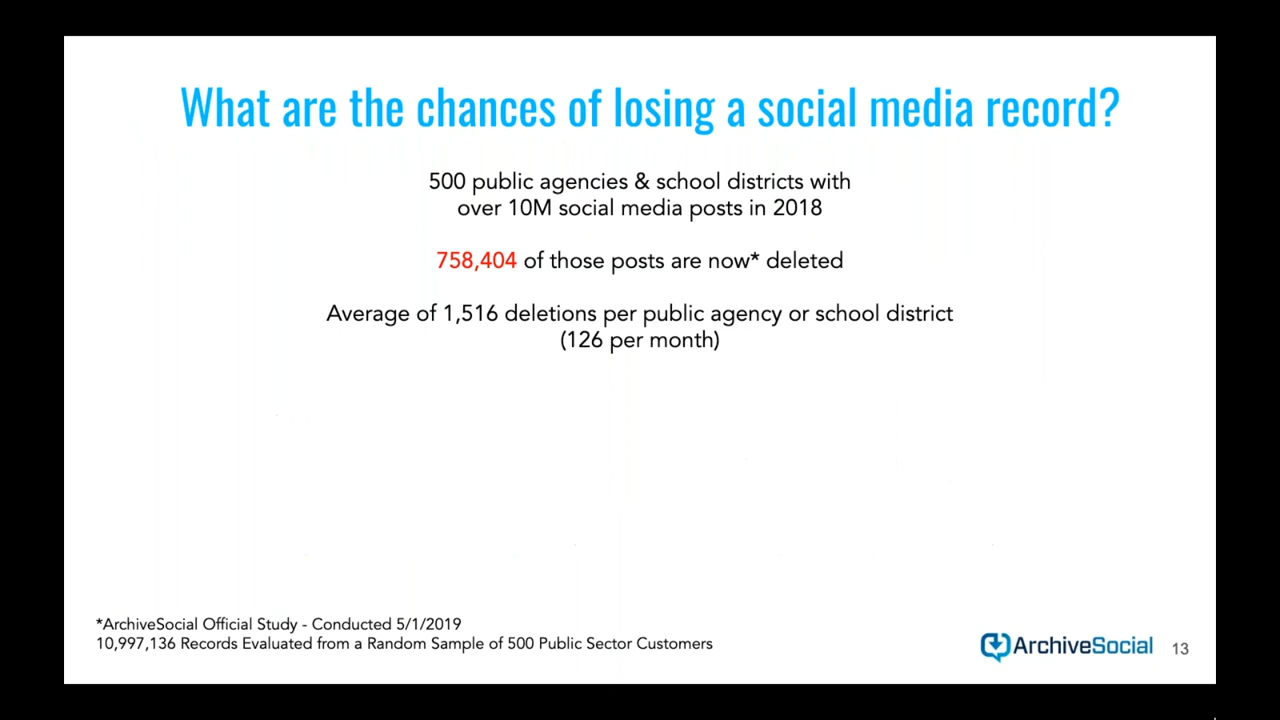 What are the chances of losing a social media record?
500 public agencies & school districts with
over 10M social media posts in 2018
758,404 of those posts are now* deleted
Average of 1,516 deletions per public agency or school district
(126 per month)
*ArchiveSocial Official Study - Conducted 5/1/2019
10,997,136 Records Evaluated from a Random Sample of 500 Public Sector Customers
ArchiveSocial
13